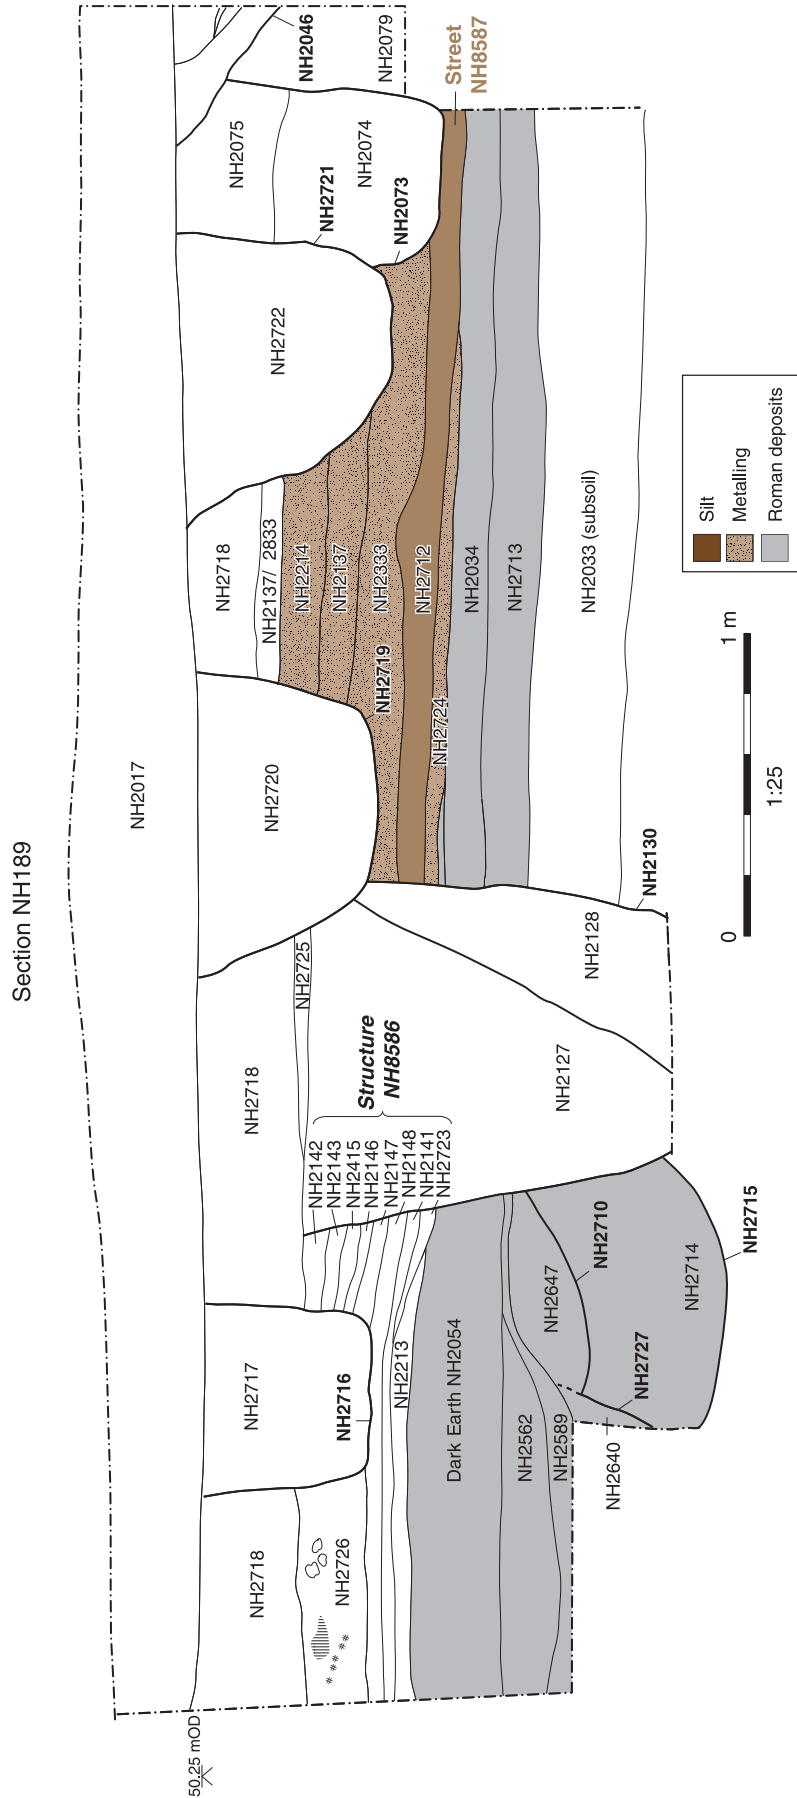 Section NH189
50.25 mOD
NH2017
NH2718
NH2717
NH2718
NH2720
NH2718
NH2722
NH2075
NH2046
NH2079
NH2726
NH2716
NH2213
NH2142
NH2143
NH2415
NH2146
NH2147
NH2148
NH2141
NH2723
Structure
NH8586
NH2725
NH2137/ 2833
NH2214
NH2137
NH2333
NH2719
NH2712
NH2724
NH2721
NH2074
NH2073
Street
NH8587
Dark Earth NH2054
NH2562
NH2589
NH2640
NH2647
NH2710
NH2727
NH2714
NH2715
NH2127
NH2128
NH2130
NH2034
NH2713
NH2033 (subsoil)
0
1 m
1:25
Silt
Metalling
Roman deposits